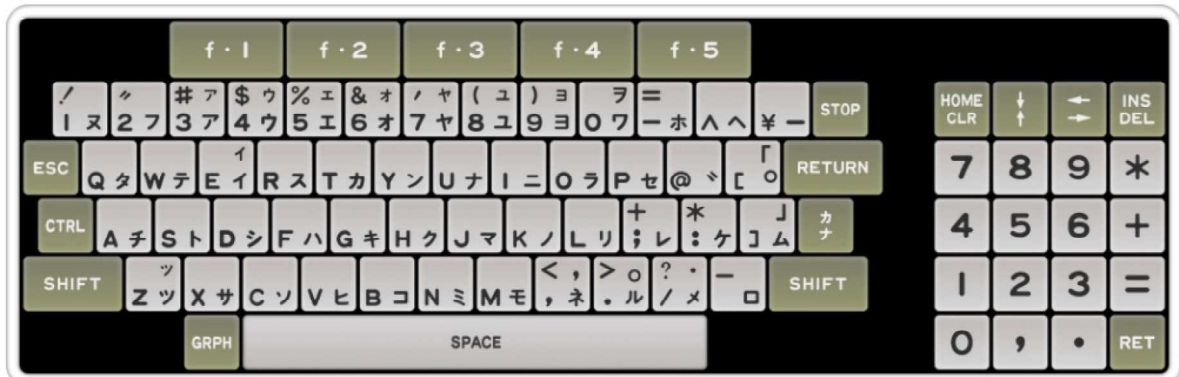 f・1 f・2 f・3 f・4 f・5
! 1 ヌ " 2 フ # ァ 3 ア $ ゥ 4 ウ % ェ 5 エ & ォ 6 オ ' ャ 7 ヤ ( ュ 8 ユ ) ョ 9 ヨ ヲ 0 ワ = ー ホ ヘ ヘ ¥ ー STOP HOME CLR ↓ ↑ ← → INS DEL
ESC Q タ W テ ィ E イ R ス T カ Y ン U ナ I ニ O ラ P セ @ ゛ 「 [ ゜ RETURN 7 8 9 *
CTRL A チ S ト D シ F ハ G キ H ク J マ K ノ L リ + ; レ * : ケ 」 ] ム カナ 4 5 6 +
SHIFT ッ Z ツ X サ C ソ V ヒ B コ N ミ M モ < 、 , ネ > 。 . ル ? ・ / メ _ ロ SHIFT 1 2 3 =
GRPH SPACE 0 , . RET